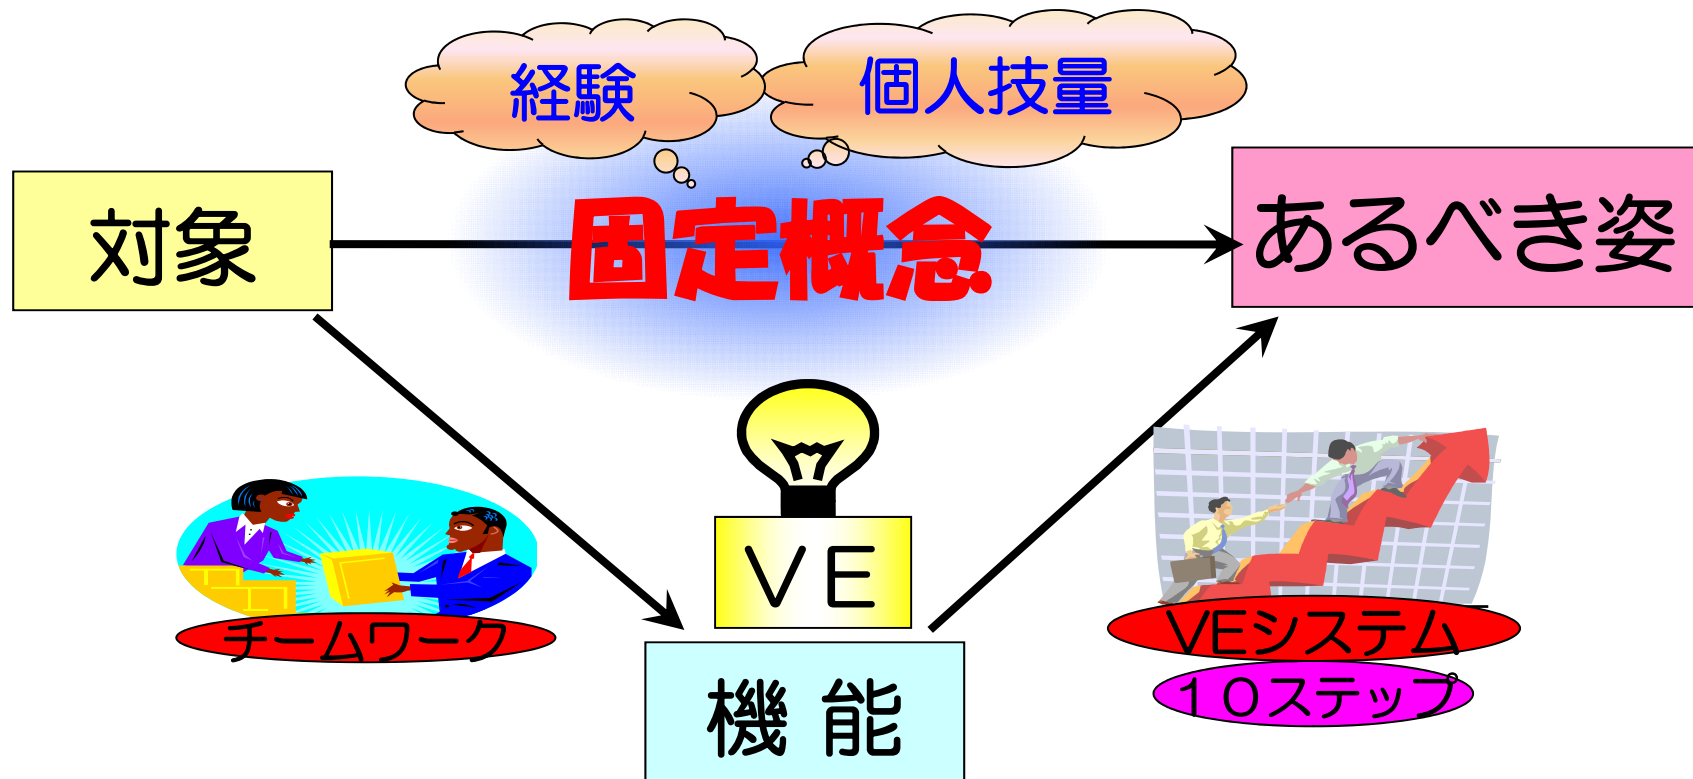 経験
個人技量
対象
固定概念
あるべき姿
VE
チームワーク
VEシステム
10ステップ
機能